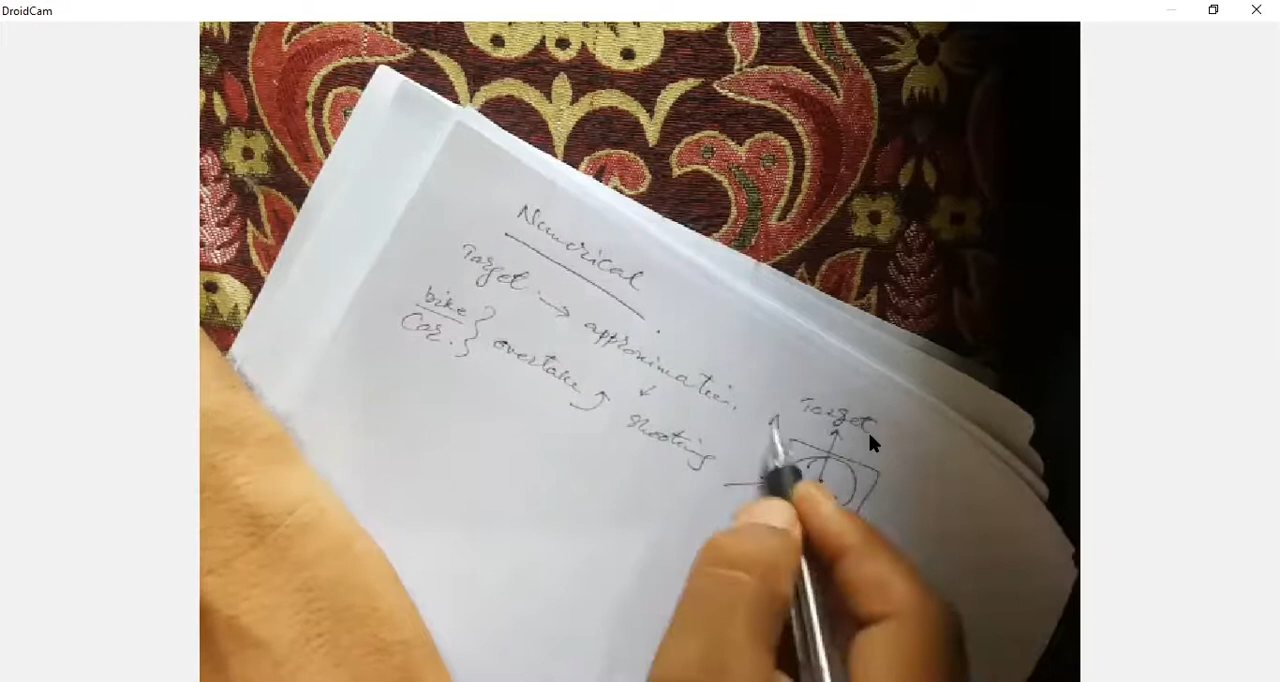 DroidCam
Numerical
Target → approximation.
bike
Car. } overtake
↓
shooting
Target